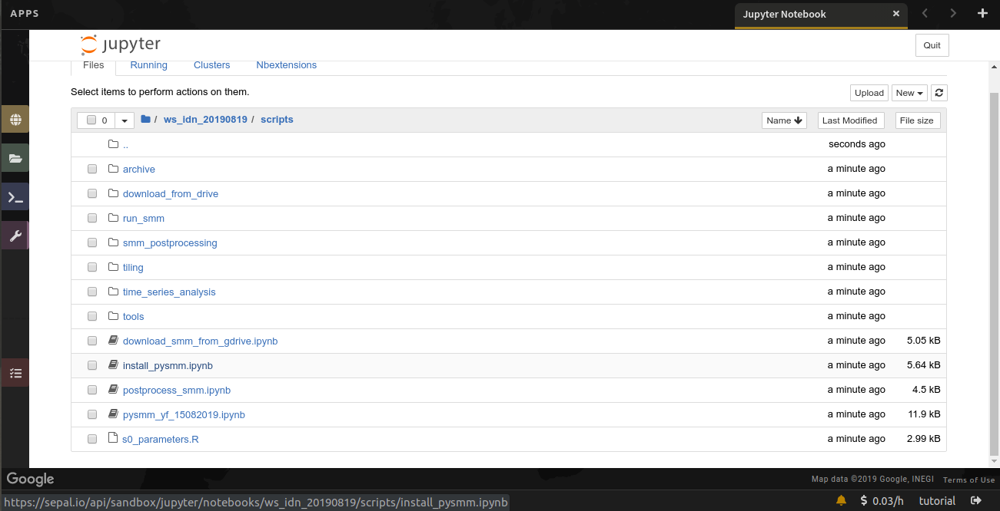 APPS
Jupyter Notebook
jupyter
Quit
Files Running Clusters Nbextensions
Select items to perform actions on them.
Upload New
0 / ws_idn_20190819 / scripts Name Last Modified File size
.. seconds ago
archive a minute ago
download_from_drive a minute ago
run_smm a minute ago
smm_postprocessing a minute ago
tiling a minute ago
time_series_analysis a minute ago
tools a minute ago
download_smm_from_gdrive.ipynb a minute ago 5.05 kB
install_pysmm.ipynb a minute ago 5.64 kB
postprocess_smm.ipynb a minute ago 4.5 kB
pysmm_yf_15082019.ipynb a minute ago 11.9 kB
s0_parameters.R a minute ago 2.99 kB
Google
Map data ©2019 Google, INEGI Terms of Use
https://sepal.io/api/sandbox/jupyter/notebooks/ws_idn_20190819/scripts/install_pysmm.ipynb
$ 0.03/h tutorial